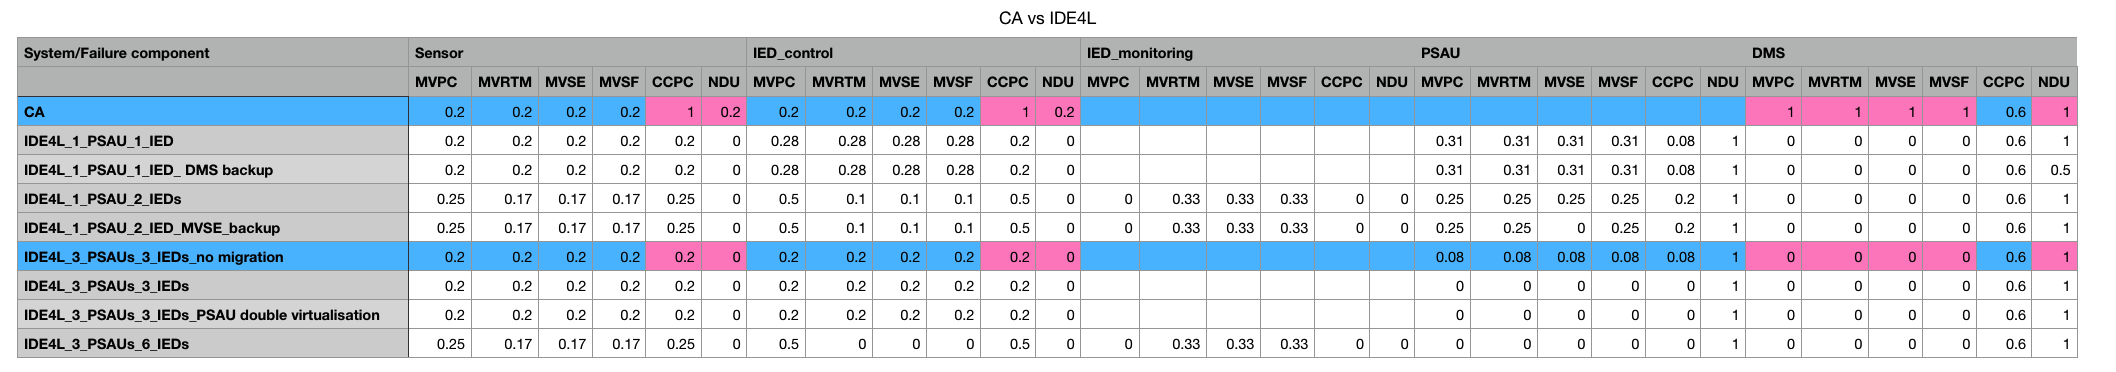 CA vs IDE4L
System/Failure component Sensor IED_control IED_monitoring PSAU DMS
MVPC MVRTM MVSE MVSF CCPC NDU MVPC MVRTM MVSE MVSF CCPC NDU MVPC MVRTM MVSE MVSF CCPC NDU MVPC MVRTM MVSE MVSF CCPC NDU MVPC MVRTM MVSE MVSF CCPC NDU
CA 0.2 0.2 0.2 0.2 1 0.2 0.2 0.2 0.2 0.2 1 0.2 1 1 1 1 0.6 1
IDE4L_1_PSAU_1_IED 0.2 0.2 0.2 0.2 0.2 0 0.28 0.28 0.28 0.28 0.2 0 0.31 0.31 0.31 0.31 0.08 1 0 0 0 0 0.6 1
IDE4L_1_PSAU_1_IED_ DMS backup 0.2 0.2 0.2 0.2 0.2 0 0.28 0.28 0.28 0.28 0.2 0 0.31 0.31 0.31 0.31 0.08 1 0 0 0 0 0.6 0.5
IDE4L_1_PSAU_2_IEDs 0.25 0.17 0.17 0.17 0.25 0 0.5 0.1 0.1 0.1 0.5 0 0 0.33 0.33 0.33 0 0 0.25 0.25 0.25 0.25 0.2 1 0 0 0 0 0.6 1
IDE4L_1_PSAU_2_IED_MVSE_backup 0.25 0.17 0.17 0.17 0.25 0 0.5 0.1 0.1 0.1 0.5 0 0 0.33 0.33 0.33 0 0 0.25 0.25 0 0.25 0.2 1 0 0 0 0 0.6 1
IDE4L_3_PSAUs_3_IEDs_no migration 0.2 0.2 0.2 0.2 0.2 0 0.2 0.2 0.2 0.2 0.2 0 0.08 0.08 0.08 0.08 0.08 1 0 0 0 0 0.6 1
IDE4L_3_PSAUs_3_IEDs 0.2 0.2 0.2 0.2 0.2 0 0.2 0.2 0.2 0.2 0.2 0 0 0 0 0 0 1 0 0 0 0 0.6 1
IDE4L_3_PSAUs_3_IEDs_PSAU double virtualisation 0.2 0.2 0.2 0.2 0.2 0 0.2 0.2 0.2 0.2 0.2 0 0 0 0 0 0 1 0 0 0 0 0.6 1
IDE4L_3_PSAUs_6_IEDs 0.25 0.17 0.17 0.17 0.25 0 0.5 0 0 0 0.5 0 0 0.33 0.33 0.33 0 0 0 0 0 0 0 1 0 0 0 0 0.6 1